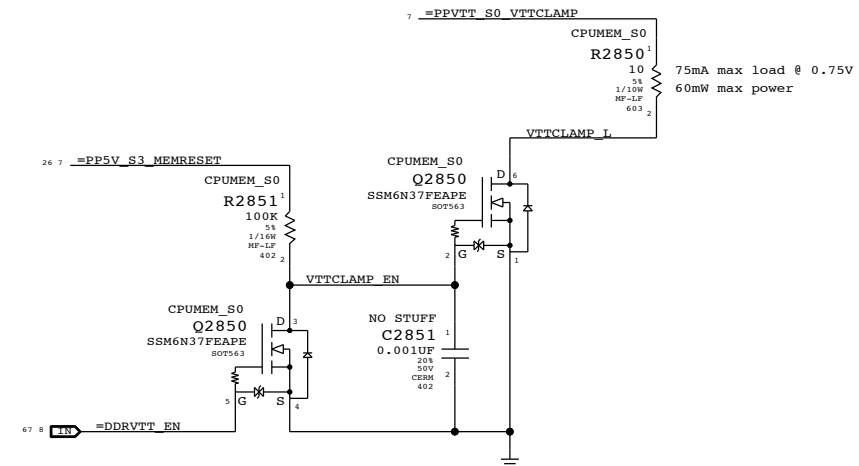 7 =PPVTT_S0_VTTCLAMP
CPUMEM_S0
R2850 1
10
5%
1/10W
MF-LF
603
2
75mA max load @ 0.75V
60mW max power
VTTCLAMP_L
26 7 =PP5V_S3_MEMRESET
CPUMEM_S0
R2851 1
100K
5%
1/16W
MF-LF
402
2
CPUMEM_S0
Q2850
SSM6N37FEAPE
SOT563
D 6
2 G S 1
VTTCLAMP_EN
CPUMEM_S0
Q2850
SSM6N37FEAPE
SOT563
D 3
5 G S 4
NO STUFF
C2851
0.001UF
20%
50V
CERM
402
1
2
67 8 IN =DDRVTT_EN